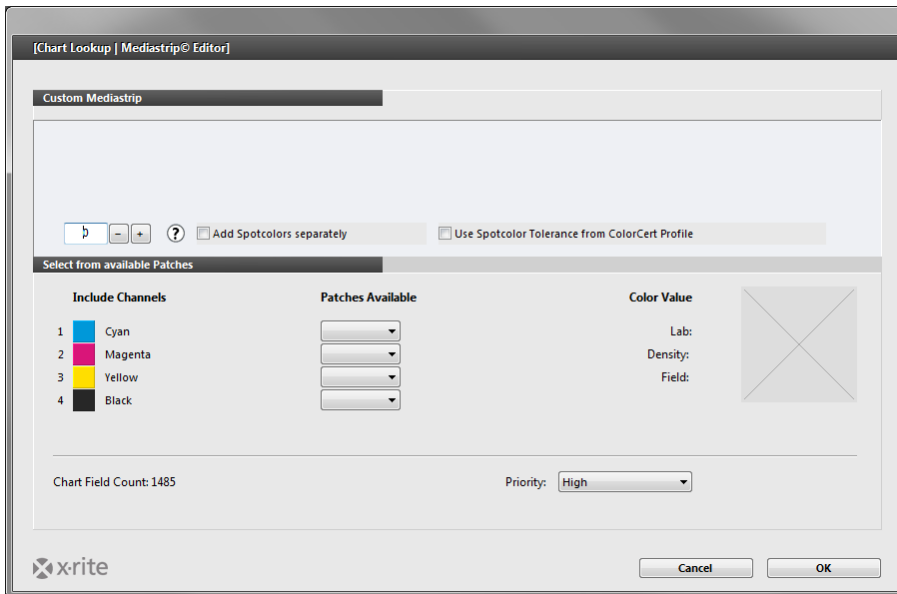 [Chart Lookup | Mediastrip© Editor]
Custom Mediastrip
- + ? Add Spotcolors separately Use Spotcolor Tolerance from ColorCert Profile
Select from available Patches
Include Channels Patches Available Color Value
1 Cyan Lab:
2 Magenta Density:
3 Yellow Field:
4 Black
Chart Field Count: 1485 Priority: High
x·rite Cancel OK